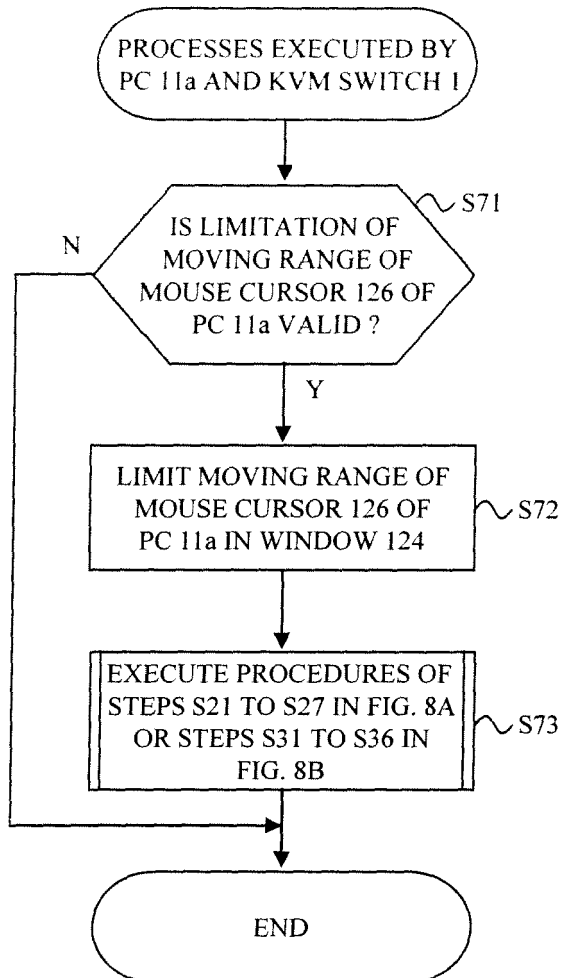 PROCESSES EXECUTED BY
PC 11a AND KVM SWITCH 1
S71
IS LIMITATION OF
MOVING RANGE OF
MOUSE CURSOR 126 OF
PC 11a VALID ?
N
Y
LIMIT MOVING RANGE OF
MOUSE CURSOR 126 OF
PC 11a IN WINDOW 124
S72
EXECUTE PROCEDURES OF
STEPS S21 TO S27 IN FIG. 8A
OR STEPS S31 TO S36 IN
FIG. 8B
S73
END